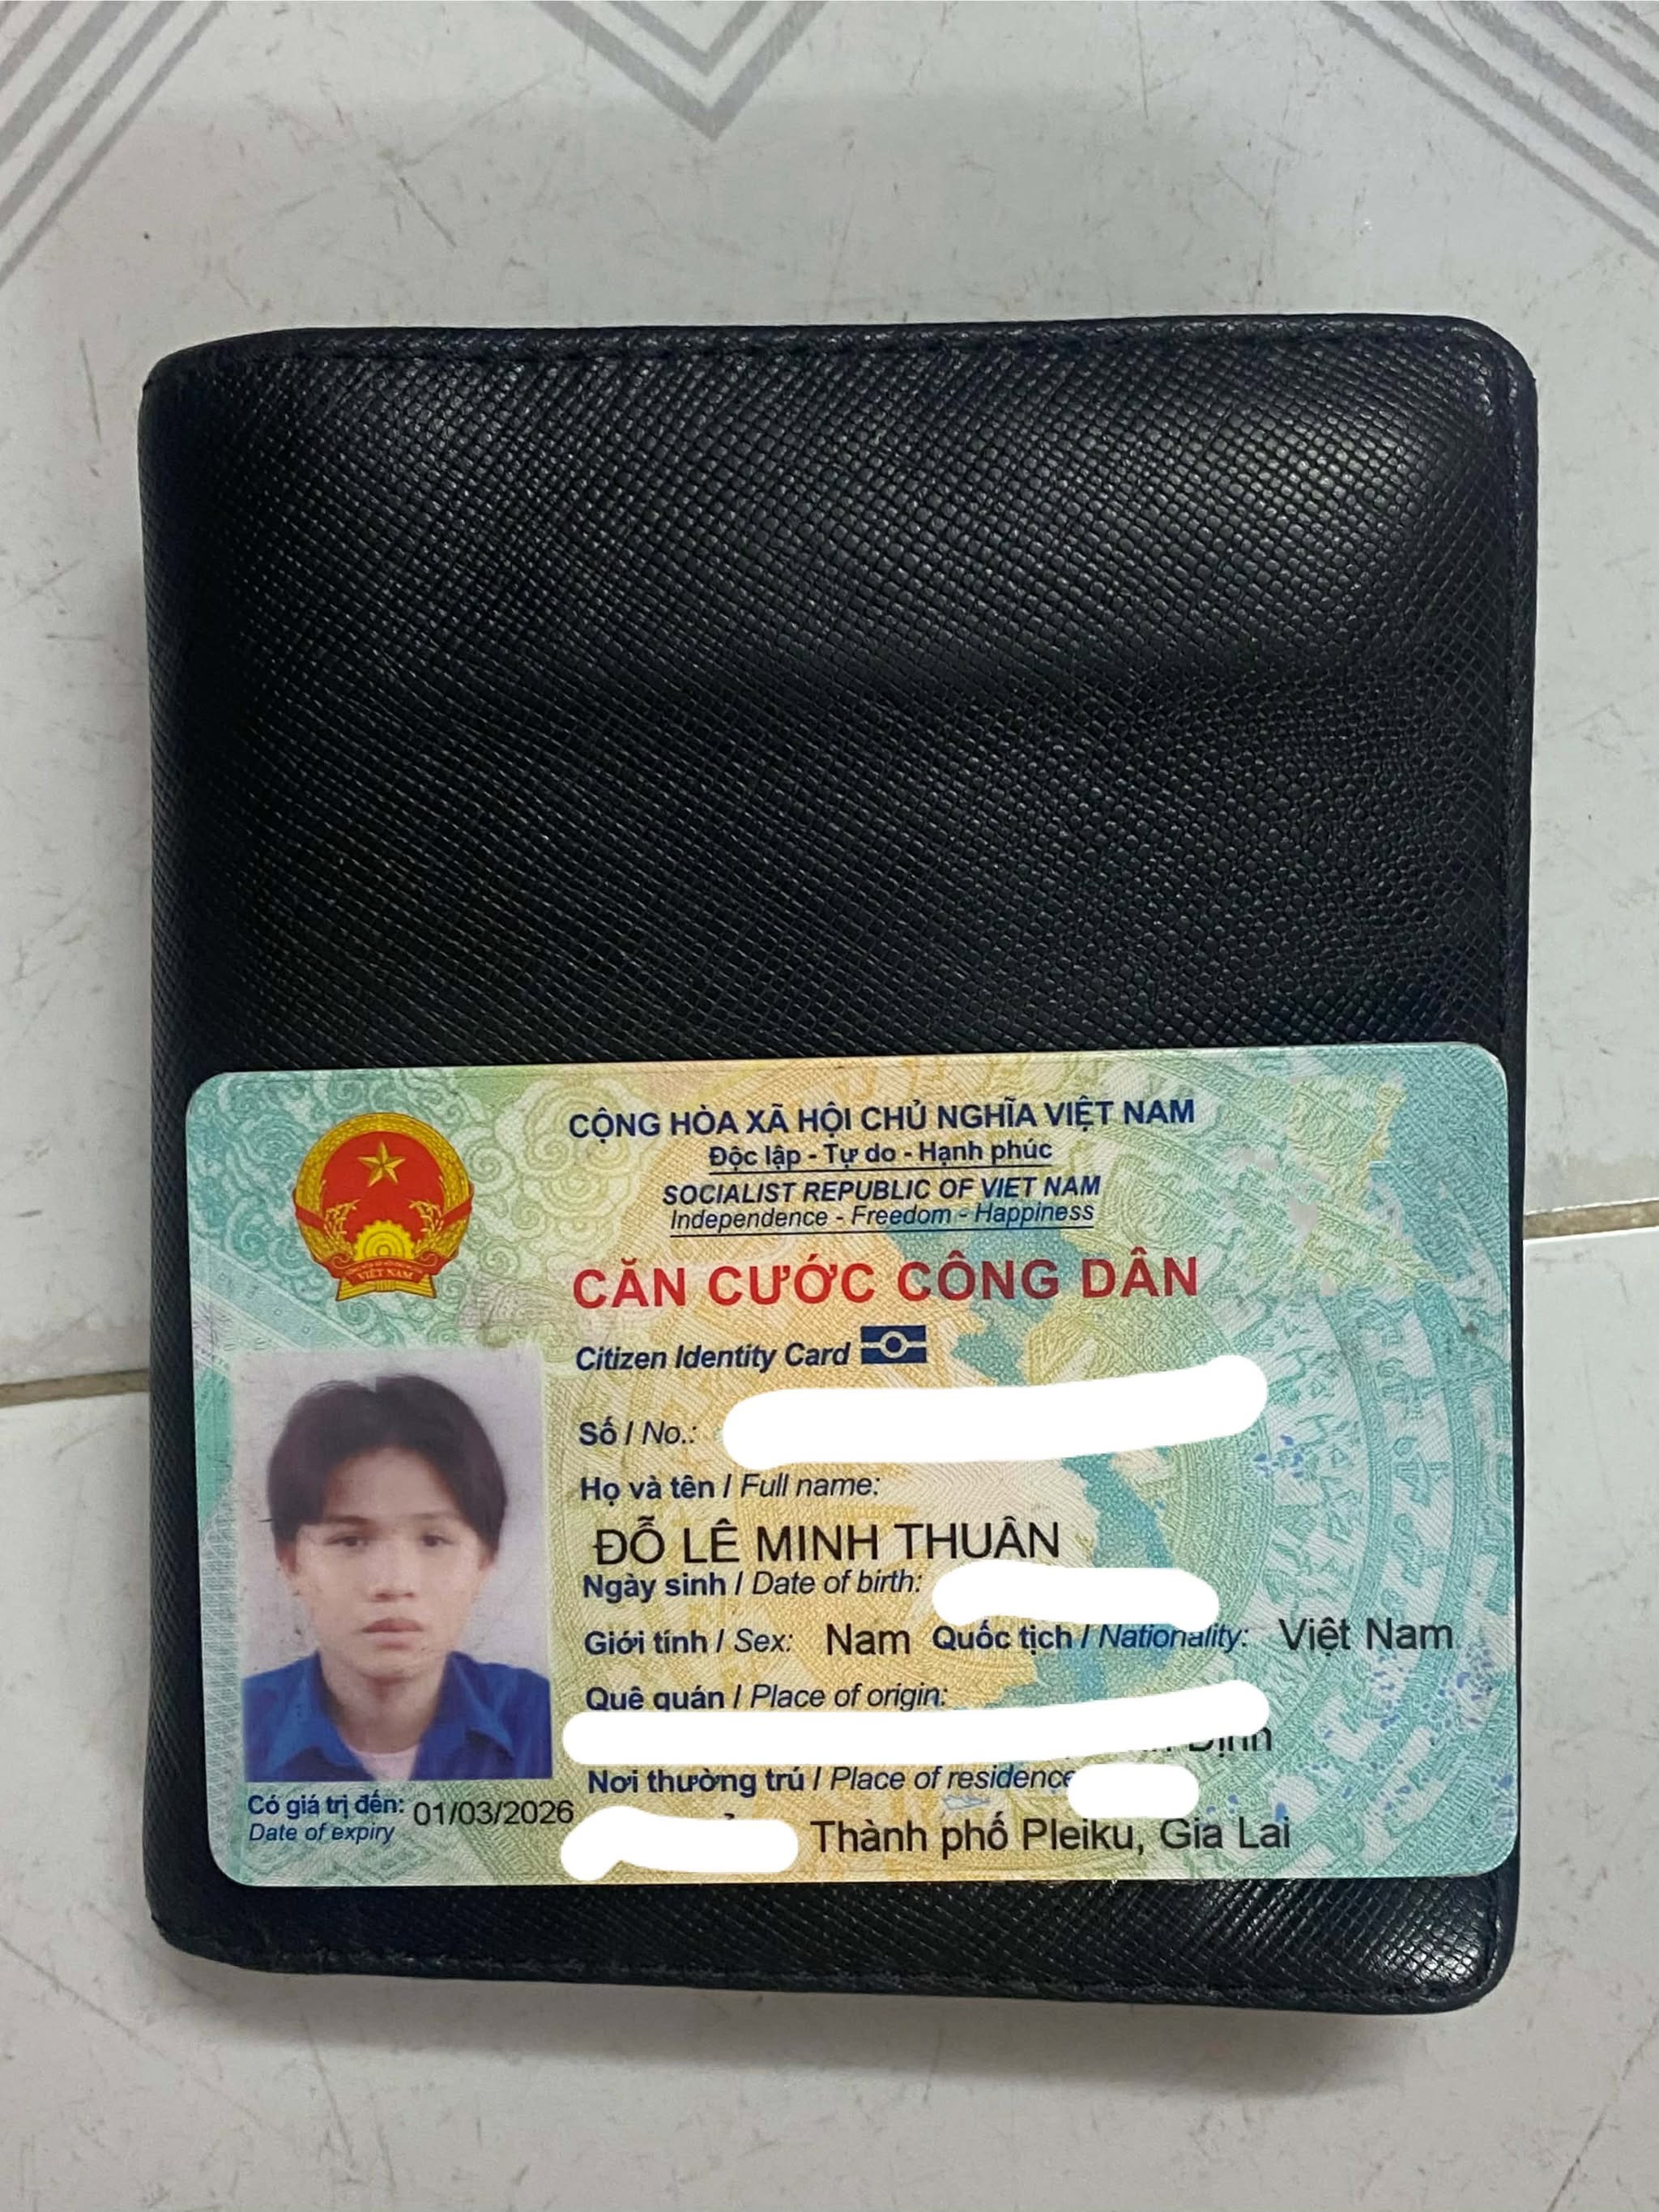 CỘNG HÒA XÃ HỘI CHỦ NGHĨA VIỆT NAM
Độc lập - Tự do - Hạnh phúc
SOCIALIST REPUBLIC OF VIET NAM
Independence - Freedom - Happiness
CĂN CƯỚC CÔNG DÂN
Citizen Identity Card
VIỆT NAM
Số / No.:
Họ và tên / Full name:
ĐỖ LÊ MINH THUÂN
Ngày sinh / Date of birth:
Giới tính / Sex: Nam Quốc tịch / Nationality: Việt Nam
Quê quán / Place of origin:
Nơi thường trú / Place of residence
Thành phố Pleiku, Gia Lai
Có giá trị đến: 01/03/2026
Date of expiry